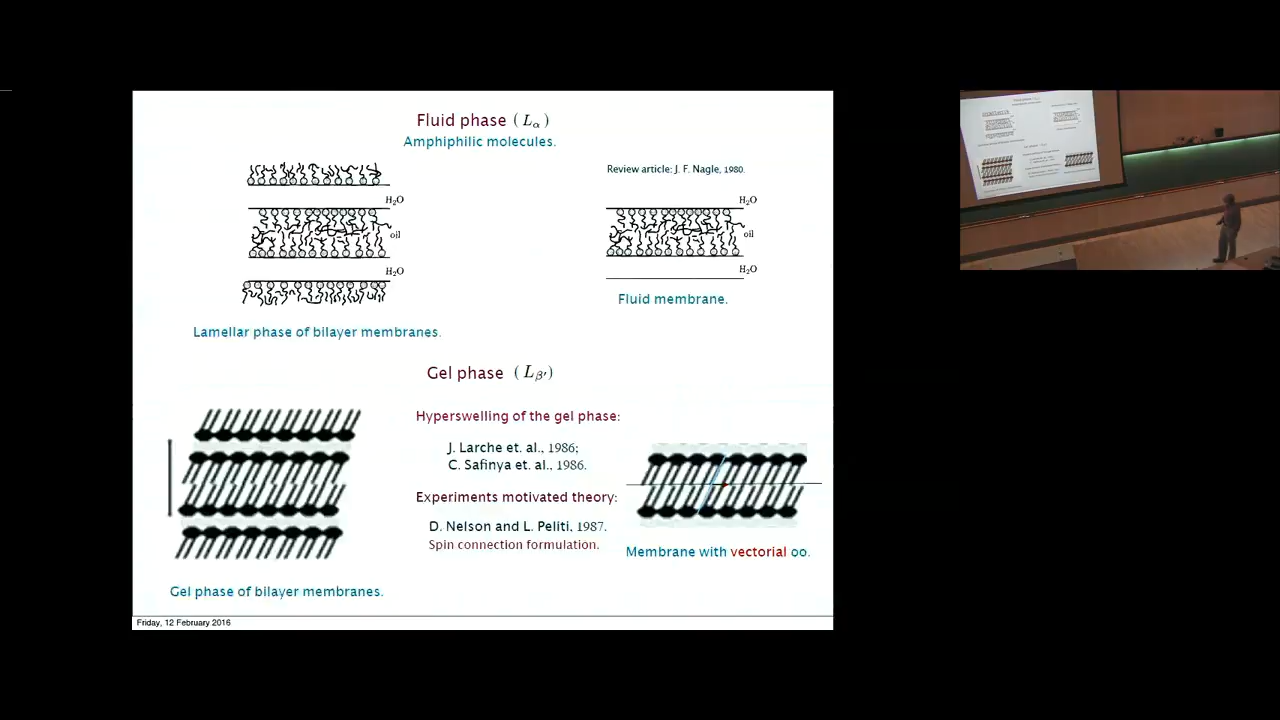 Fluid phase ( Lα )
Amphiphilic molecules.
Review article: J. F. Nagle, 1980.
H₂O
oil
H₂O
H₂O
oil
H₂O
Fluid membrane.
Lamellar phase of bilayer membranes.
Gel phase ( Lβ′ )
Hyperswelling of the gel phase:
J. Larche et. al., 1986;
C. Safinya et. al., 1986.
Experiments motivated theory:
D. Nelson and L. Peliti, 1987.
Spin connection formulation.
Membrane with vectorial oo.
Gel phase of bilayer membranes.
Friday, 12 February 2016